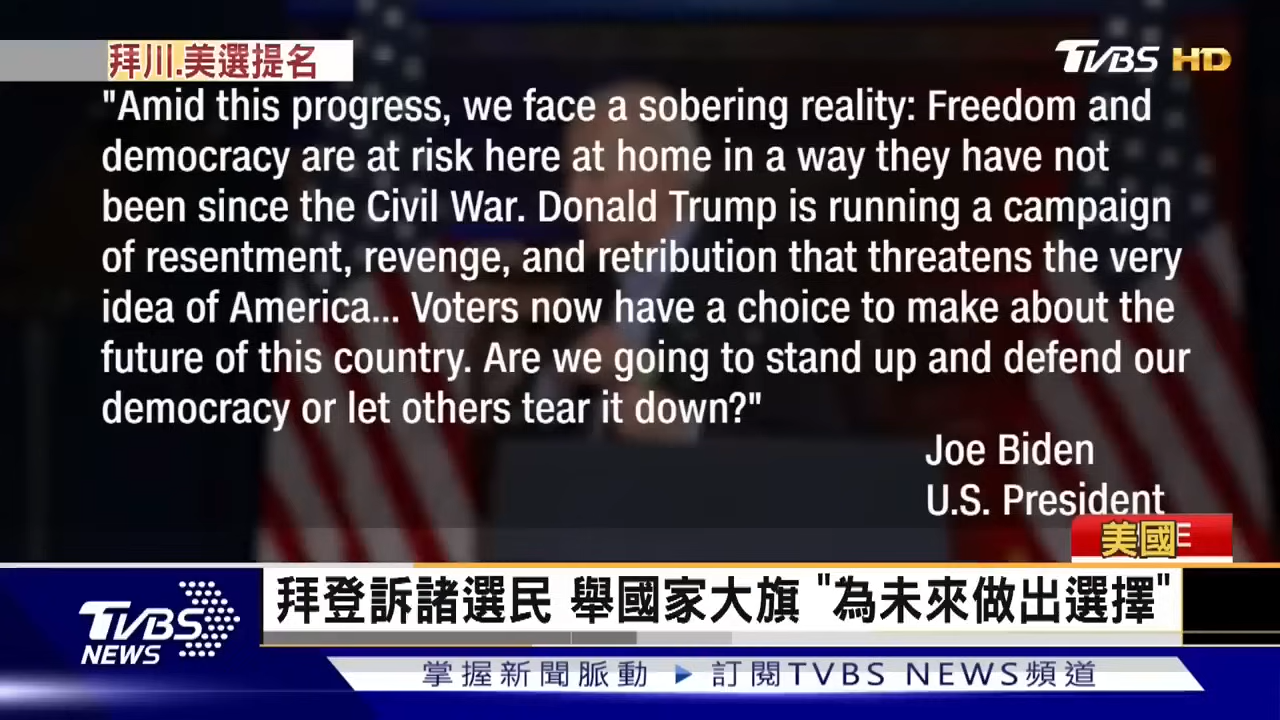 拜川.美選提名
TVBS HD
"Amid this progress, we face a sobering reality: Freedom and
democracy are at risk here at home in a way they have not
been since the Civil War. Donald Trump is running a campaign
of resentment, revenge, and retribution that threatens the very
idea of America... Voters now have a choice to make about the
future of this country. Are we going to stand up and defend our
democracy or let others tear it down?"
Joe Biden
U.S. President
美國
拜登訴諸選民 舉國家大旗 "為未來做出選擇"
TVBS
NEWS
掌握新聞脈動 ▶ 訂閱TVBS NEWS頻道